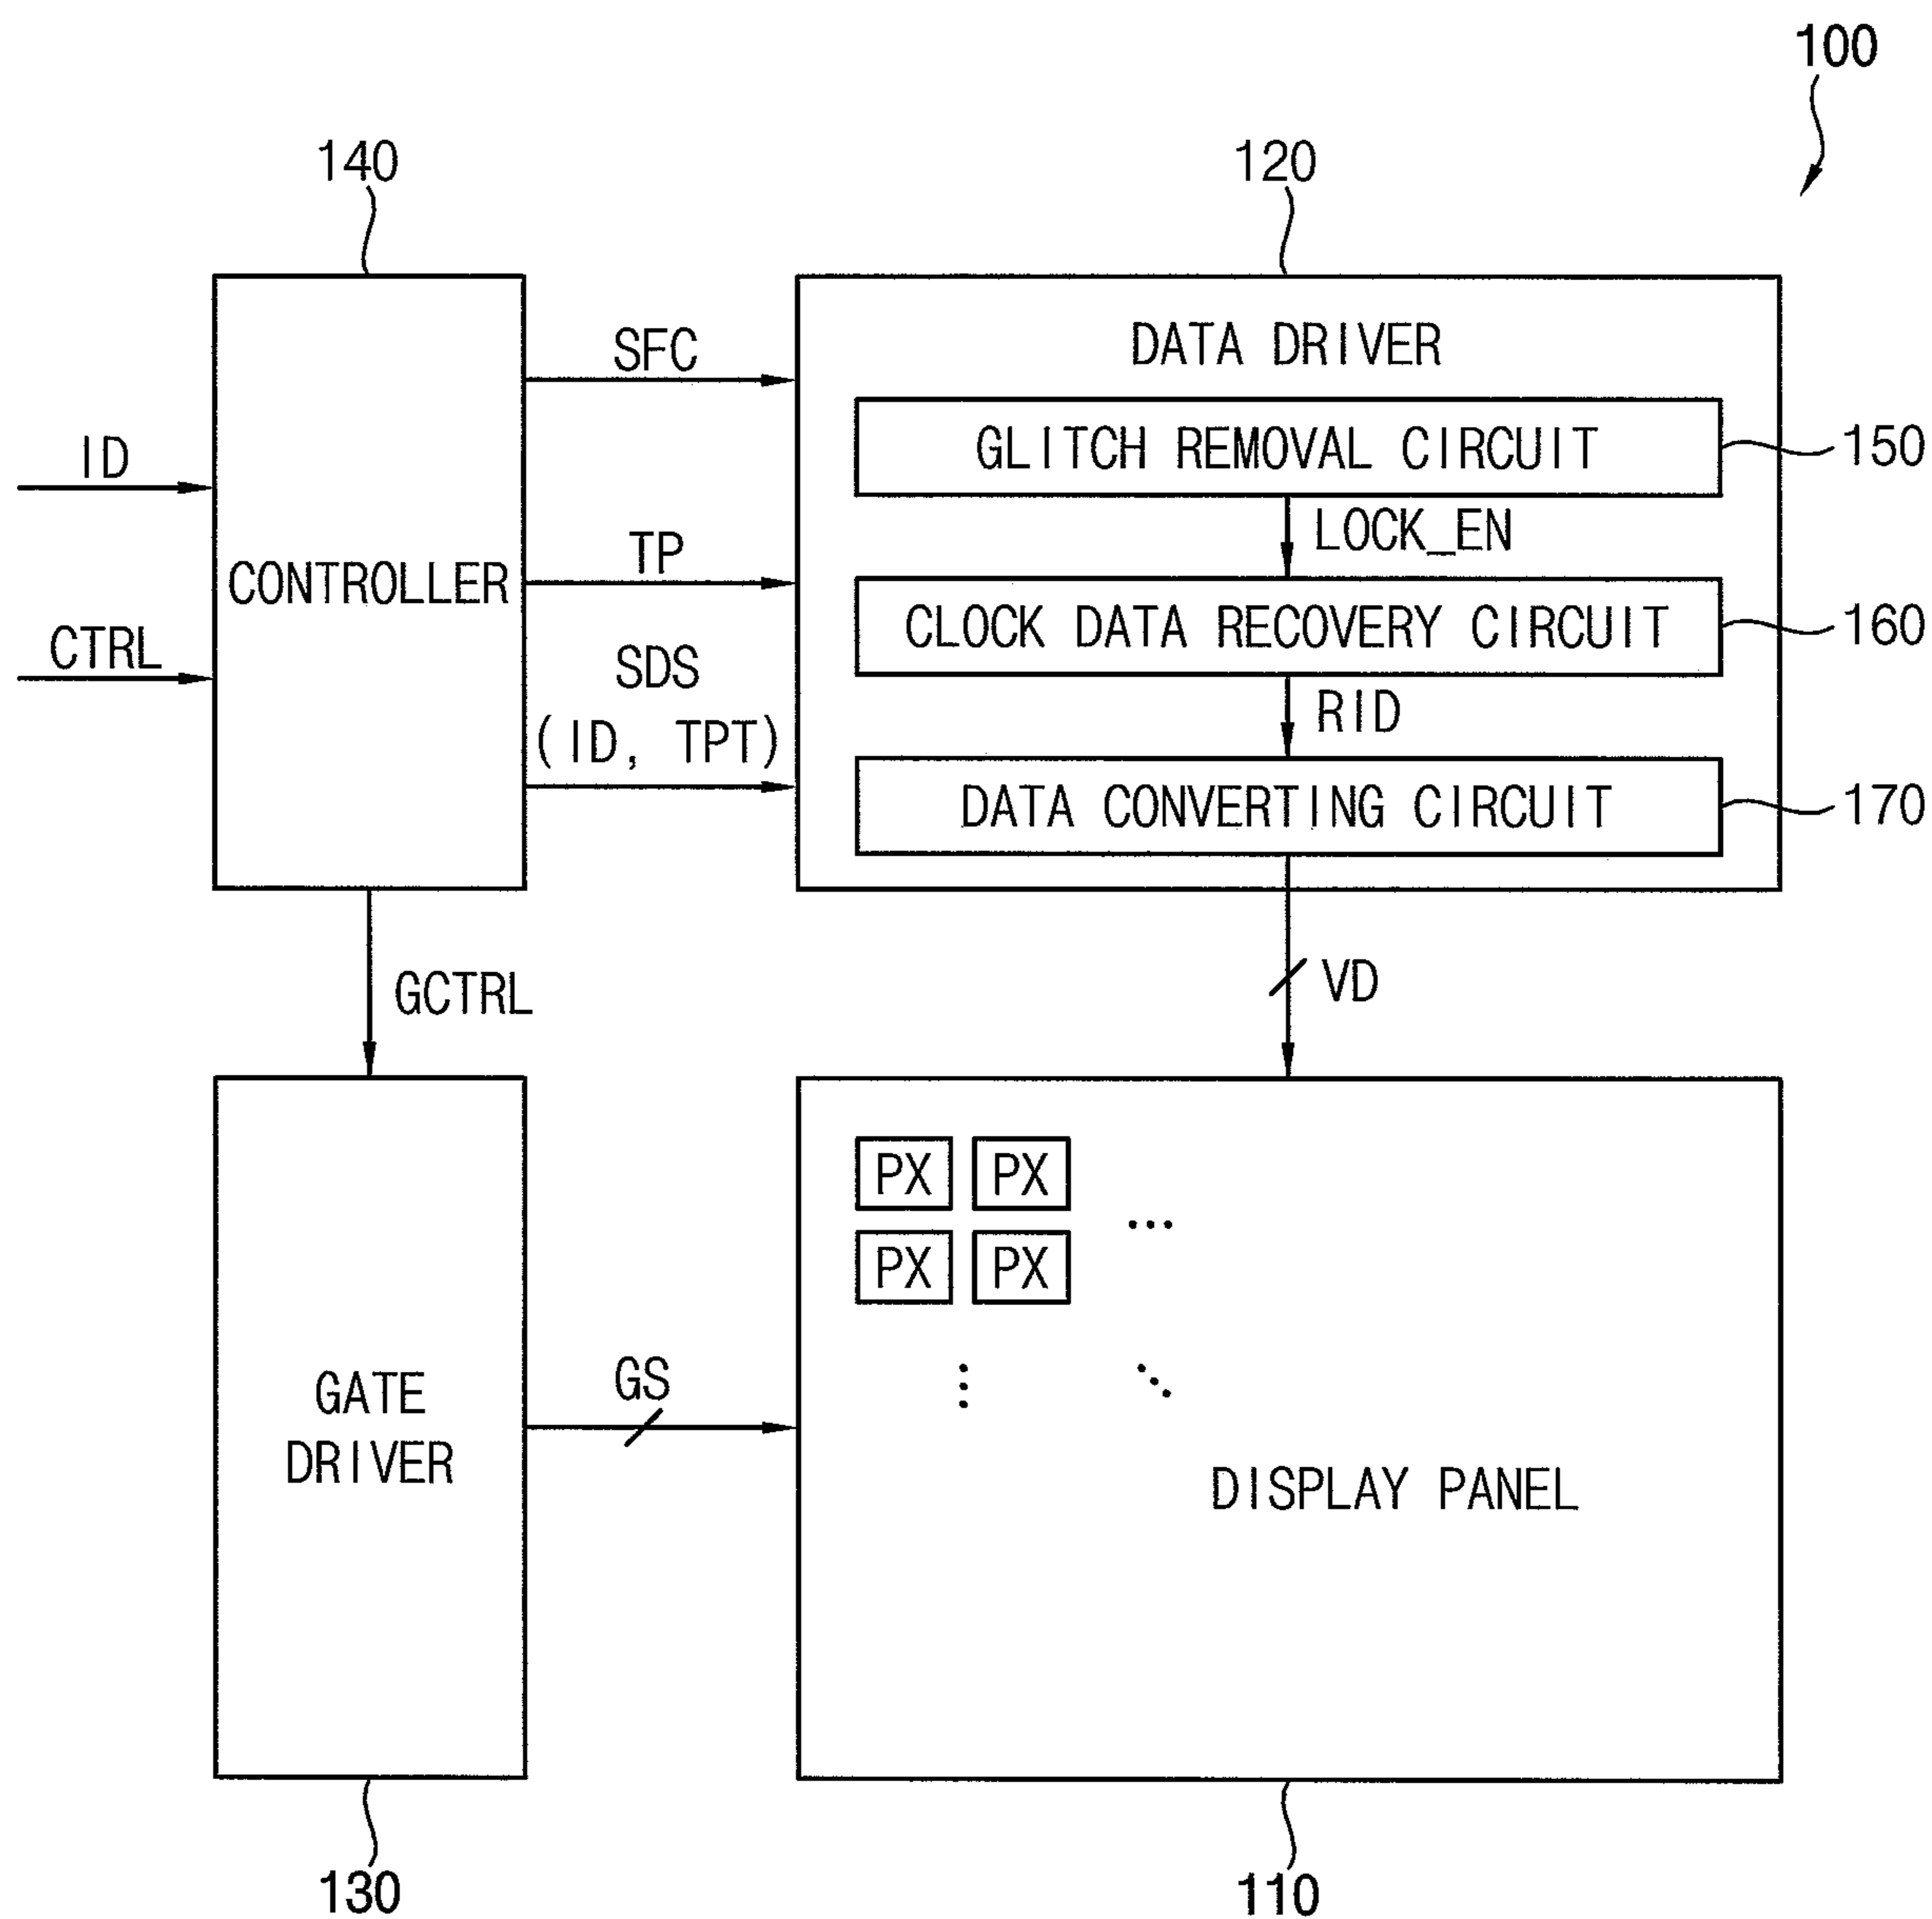 100
140
120
SFC
DATA DRIVER
ID
GLITCH REMOVAL CIRCUIT
150
LOCK_EN
TP
CONTROLLER
CTRL
CLOCK DATA RECOVERY CIRCUIT
160
SDS
(ID, TPT)
RID
DATA CONVERTING CIRCUIT
170
GCTRL
VD
PX PX ...
PX PX
GS
GATE
DRIVER
DISPLAY PANEL
130
110